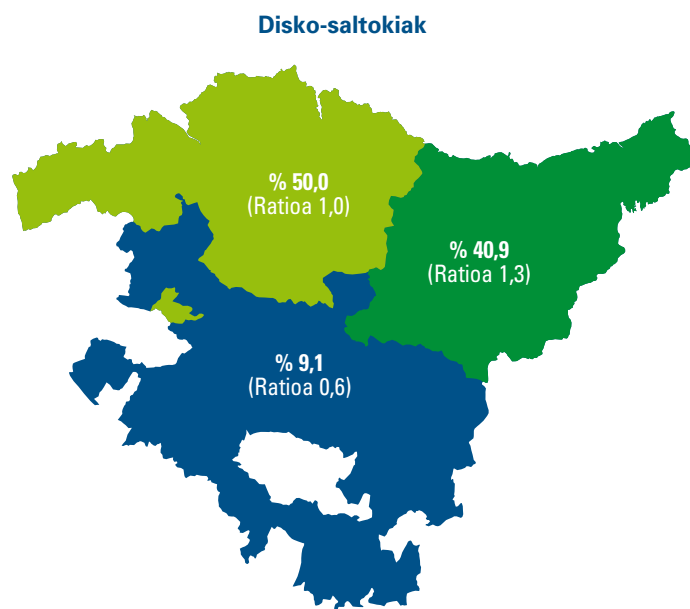 Disko-saltokiak
% 50,0
(Ratioa 1,0)
% 40,9
(Ratioa 1,3)
% 9,1
(Ratioa 0,6)